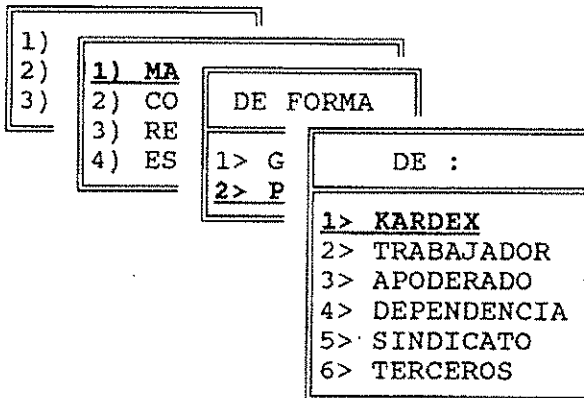 1)
2)
3)
1) MA
2) CO
3) RE
4) ES
DE FORMA
1> G
2> P
DE :
1> KARDEX
2> TRABAJADOR
3> APODERADO
4> DEPENDENCIA
5> SINDICATO
6> TERCEROS